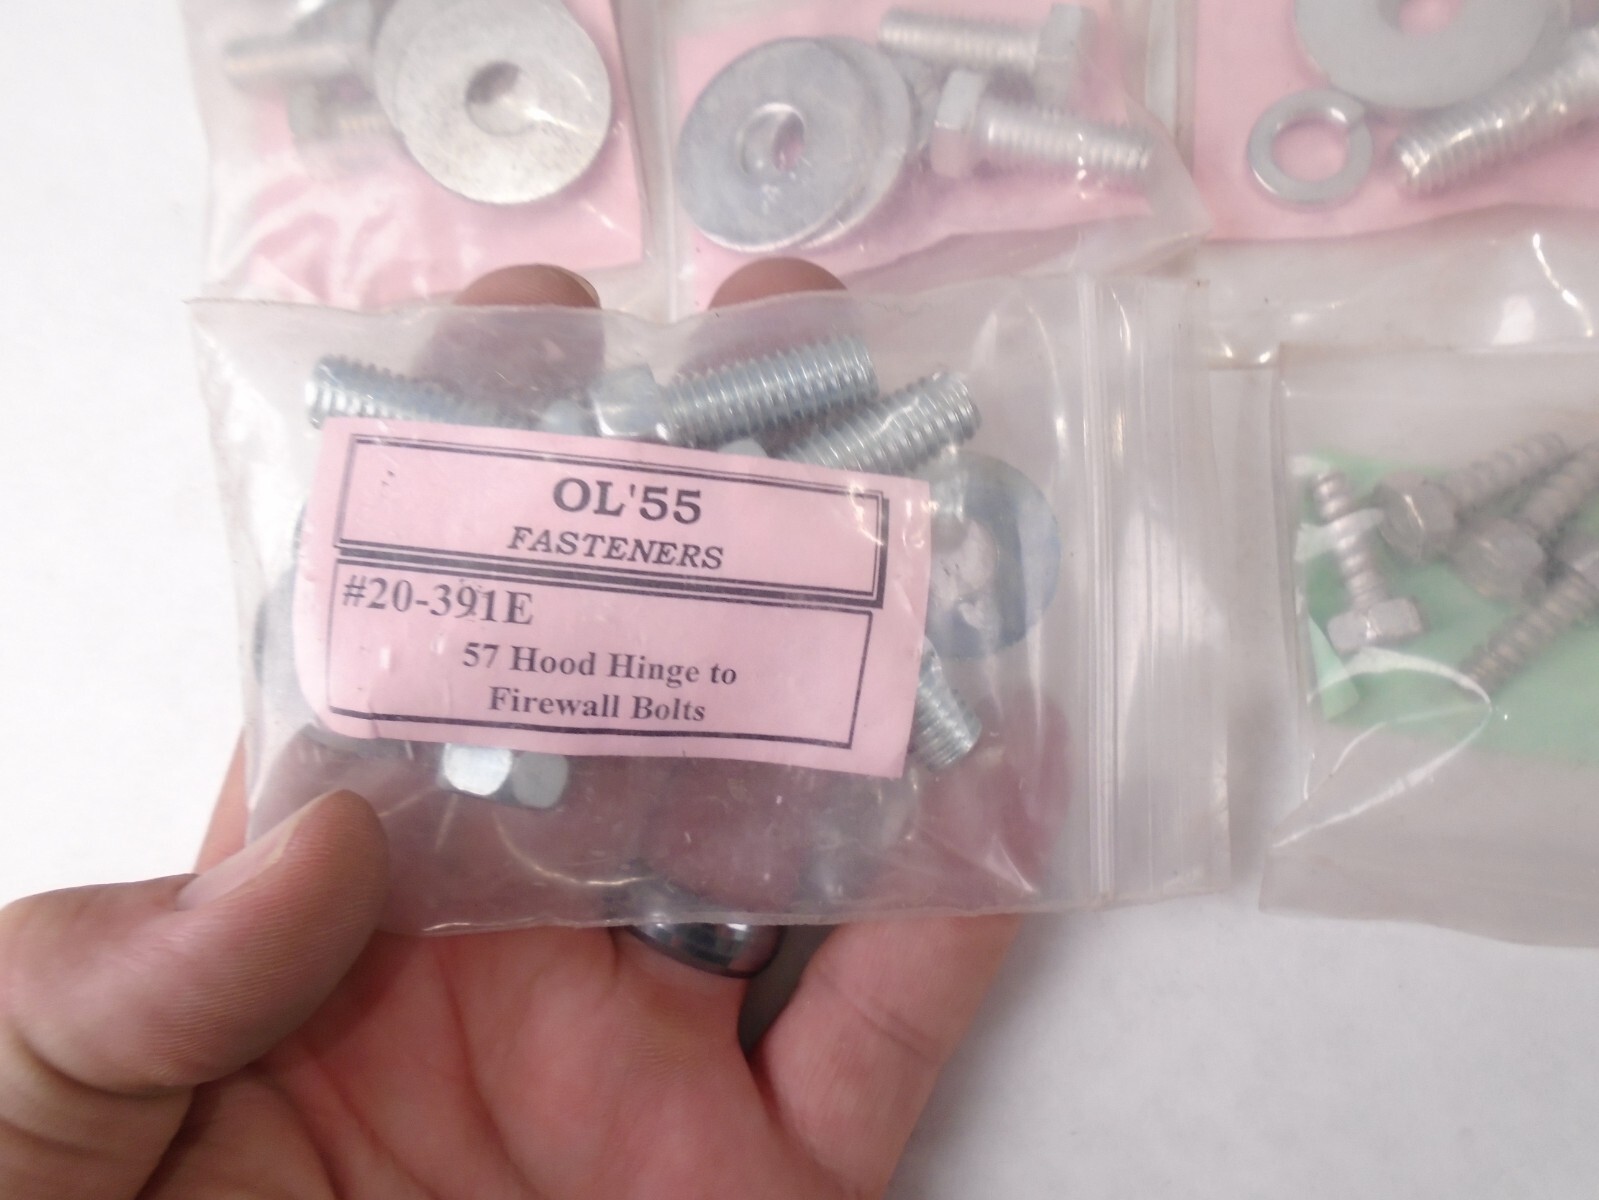 OL'55
FASTENERS
#20-391E
57 Hood Hinge to
Firewall Bolts